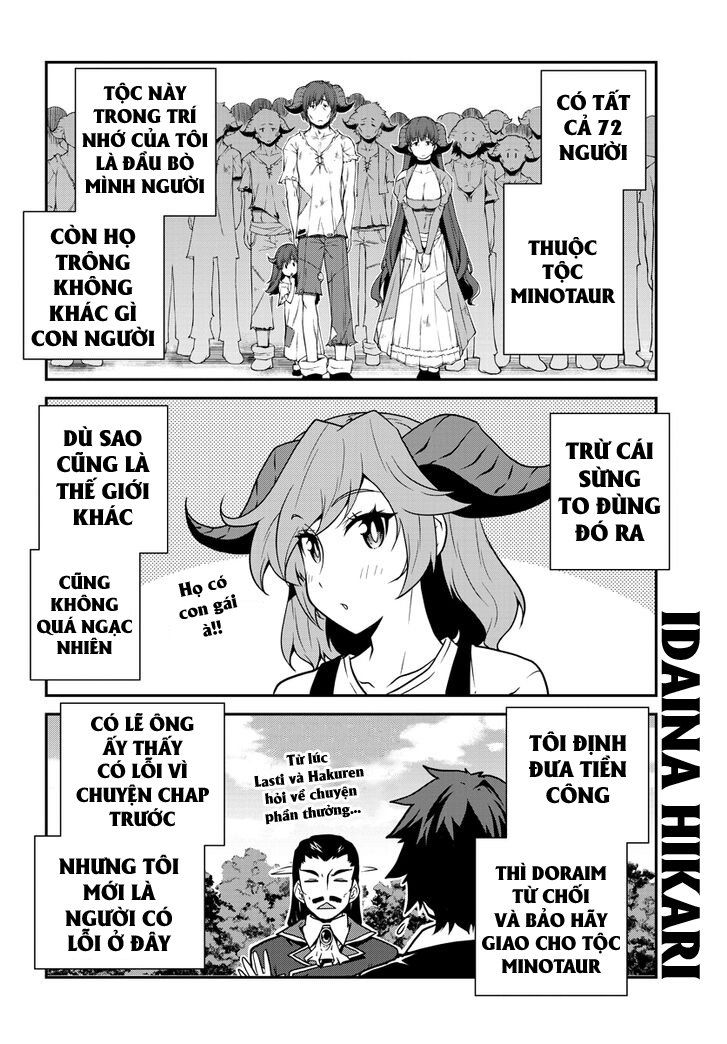 CÓ TẤT
CẢ 72
NGƯỜI
THUỘC
TỘC
MINOTAUR
TỘC NÀY
TRONG TRÍ
NHỚ CỦA TÔI
LÀ ĐẦU BÒ
MÌNH NGƯỜI
CÒN HỌ
TRÔNG
KHÔNG
KHÁC GÌ
CON NGƯỜI
TRỪ CÁI
SỪNG
TO ĐÙNG
ĐÓ RA
DÙ SAO
CŨNG LÀ
THẾ GIỚI
KHÁC
CŨNG
KHÔNG
QUÁ NGẠC
NHIÊN
Họ có
con gái
à!!
TÔI ĐỊNH
ĐƯA TIỀN
CÔNG
THÌ DORAIM
TỪ CHỐI
VÀ BẢO HÃY
GIAO CHO TỘC
MINOTAUR
Từ lúc
Lasti và Hakuren
hỏi về chuyện
phần thưởng...
CÓ LẼ ÔNG
ẤY THẤY
CÓ LỖI VÌ
CHUYỆN CHAP
TRƯỚC
NHƯNG TÔI
MỚI LÀ
NGƯỜI CÓ
LỖI Ở ĐÂY
IDAINA HIKARI